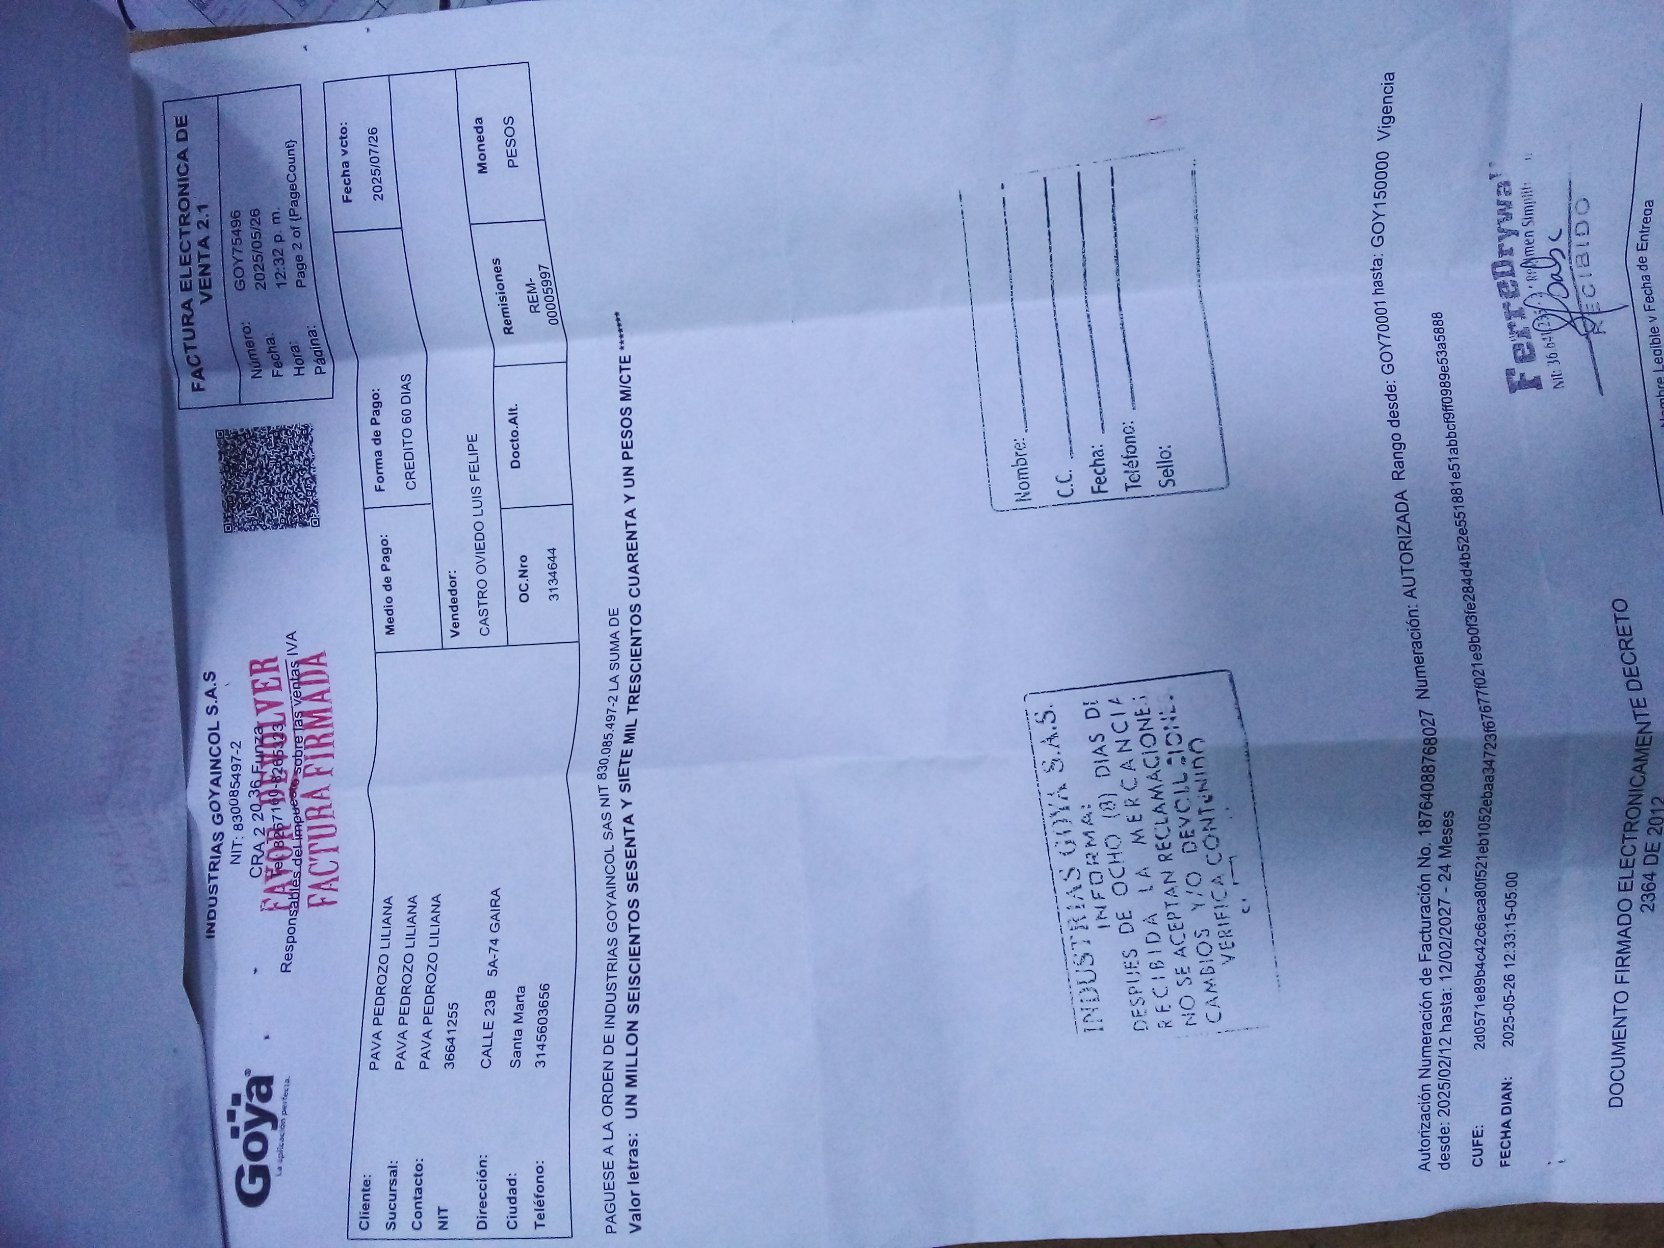 Goya
La aplicación perfecta.
INDUSTRIAS GOYAINCOL S.A.S
NIT: 830085497-2
CRA 2 20 36 Funza
Responsables del impuesto sobre las ventas IVA
FAVOR DEVOLVER
FACTURA FIRMADA
FACTURA ELECTRONICA DE
VENTA 2.1
Número: GOY75496
Fecha: 2025/05/26
Hora: 12:32 p. m.
Página: Page 2 of {PageCount}
Cliente: PAVA PEDROZO LILIANA
Sucursal: PAVA PEDROZO LILIANA
Contacto: PAVA PEDROZO LILIANA
NIT 36641255
Dirección: CALLE 23B 5A-74 GAIRA
Ciudad: Santa Marta
Teléfono: 3145603656
Medio de Pago: Forma de Pago: Fecha vcto:
CREDITO 60 DIAS 2025/07/26
Vendedor: Moneda
CASTRO OVIEDO LUIS FELIPE PESOS
OC.Nro Docto.Alt. Remisiones
3134644 REM-
00005997
PAGUESE A LA ORDEN DE INDUSTRIAS GOYAINCOL SAS NIT 830.085.497-2 LA SUMA DE
Valor letras: UN MILLON SEISCIENTOS SESENTA Y SIETE MIL TRESCIENTOS CUARENTA Y UN PESOS M/CTE *******
INDUSTRIAS GOYA S.A.S.
INFORMA:
DESPUES DE OCHO (8) DIAS DE
RECIBIDA LA MERCANCIA
NO SE ACEPTAN RECLAMACIONES
CAMBIOS Y/O
VERIFICA CONTENIDO
Nombre:
C.C.
Fecha:
Teléfono:
Sello:
Autorización Numeración de Facturación No. 18764088768027 Numeración: AUTORIZADA Rango desde: GOY70001 hasta: GOY150000 Vigencia
desde: 2025/02/12 hasta: 12/02/2027 - 24 Meses
CUFE: 2d0571e89b4c42c6aca80f521eb1052ebaa34723f67677f021e9b0f3fe284d4b52e551881e51abbcf9ff0989e53a5888
FECHA DIAN: 2025-05-26 12:33:15-05:00
FerreDrywall
RECIBIDO
DOCUMENTO FIRMADO ELECTRONICAMENTE DECRETO
2364 DE 2012
Nombre Legible y Fecha de Entrega